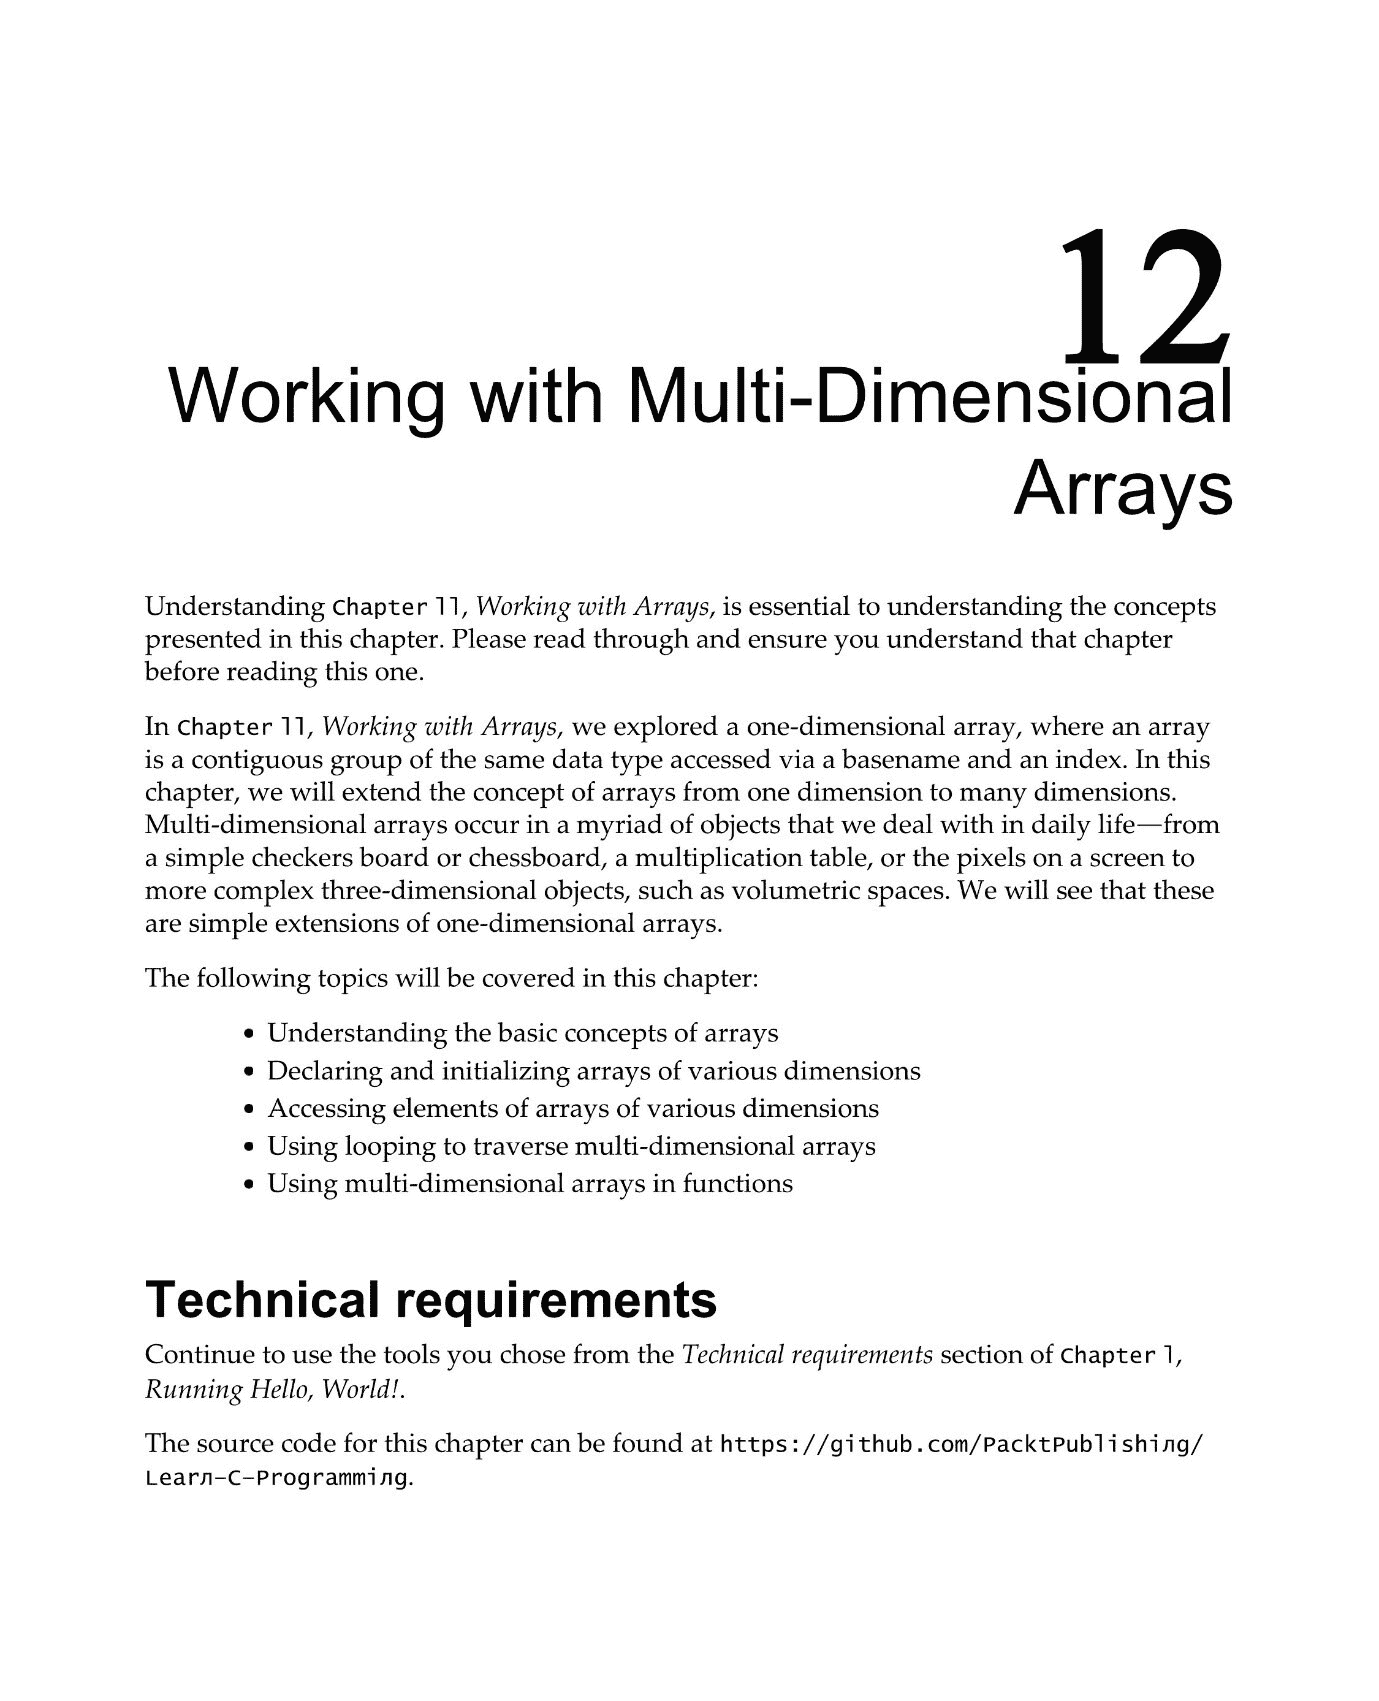 12
Working with Multi-Dimensional
Arrays
Understanding Chapter 11, Working with Arrays, is essential to understanding the concepts
presented in this chapter. Please read through and ensure you understand that chapter
before reading this one.
In Chapter 11, Working with Arrays, we explored a one-dimensional array, where an array
is a contiguous group of the same data type accessed via a basename and an index. In this
chapter, we will extend the concept of arrays from one dimension to many dimensions.
Multi-dimensional arrays occur in a myriad of objects that we deal with in daily life—from
a simple checkers board or chessboard, a multiplication table, or the pixels on a screen to
more complex three-dimensional objects, such as volumetric spaces. We will see that these
are simple extensions of one-dimensional arrays.
The following topics will be covered in this chapter:
• Understanding the basic concepts of arrays
• Declaring and initializing arrays of various dimensions
• Accessing elements of arrays of various dimensions
• Using looping to traverse multi-dimensional arrays
• Using multi-dimensional arrays in functions
Technical requirements
Continue to use the tools you chose from the Technical requirements section of Chapter 1,
Running Hello, World!.
The source code for this chapter can be found at https://github.com/PacktPublishing/
Learn-C-Programming.